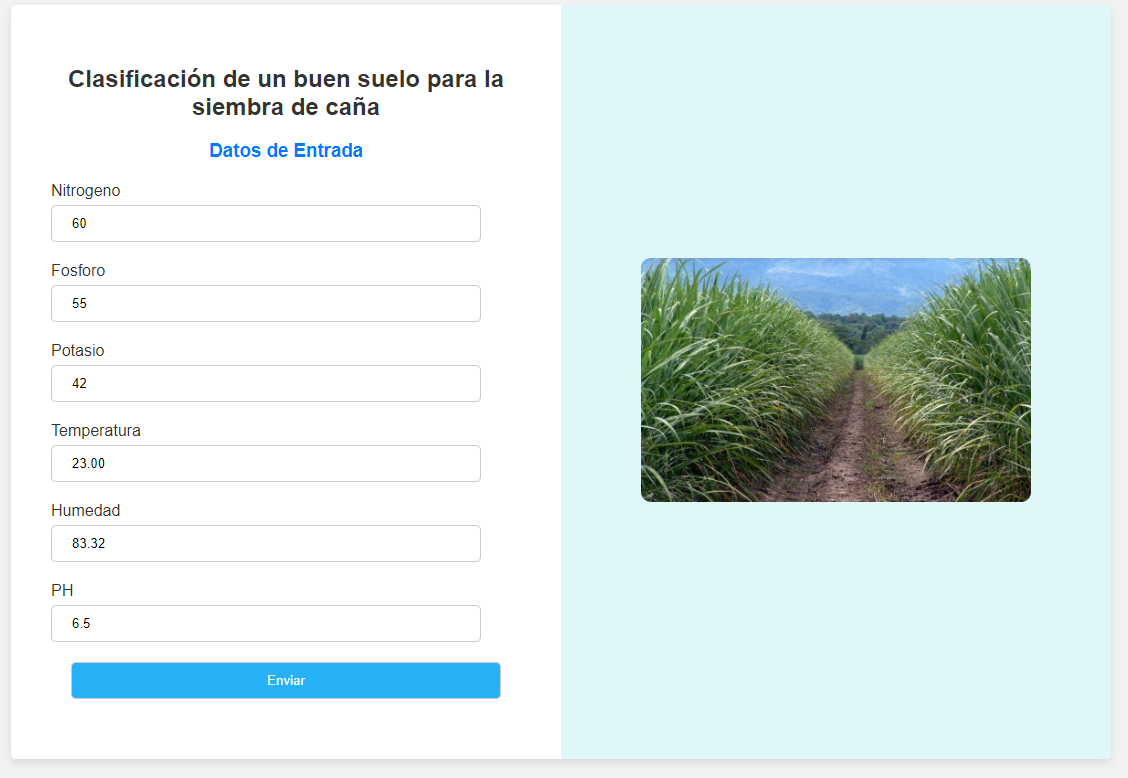 Clasificación de un buen suelo para la
siembra de caña
Datos de Entrada
Nitrogeno
60
Fosforo
55
Potasio
42
Temperatura
23.00
Humedad
83.32
PH
6.5
Enviar